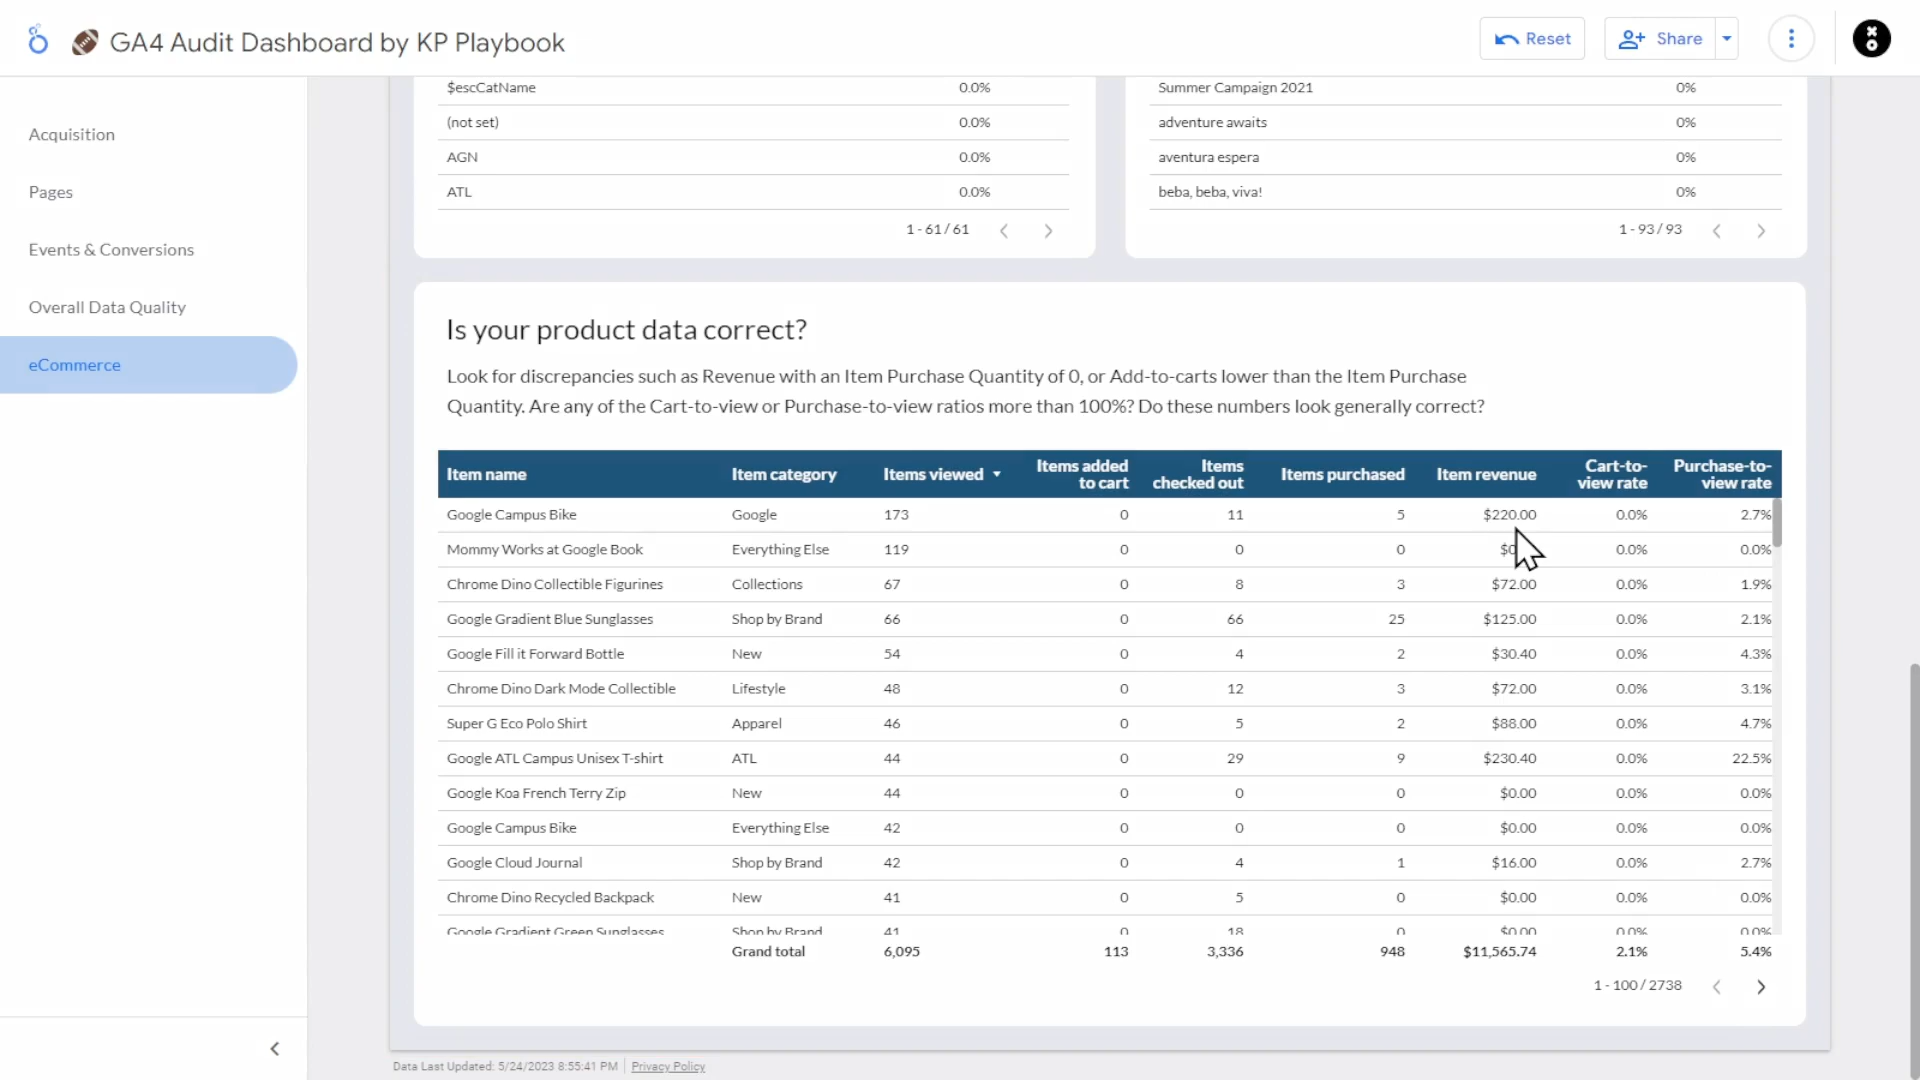 GA4 Audit Dashboard by KP Playbook
Reset
Share
Acquisition
Pages
Events & Conversions
Overall Data Quality
eCommerce
$escCatName 0.0%
(not set) 0.0%
AGN 0.0%
ATL 0.0%
1 - 61 / 61
Summer Campaign 2021 0%
adventure awaits 0%
aventura espera 0%
beba, beba, viva! 0%
1 - 93 / 93
Is your product data correct?
Look for discrepancies such as Revenue with an Item Purchase Quantity of 0, or Add-to-carts lower than the Item Purchase
Quantity. Are any of the Cart-to-view or Purchase-to-view ratios more than 100%? Do these numbers look generally correct?
Item name Item category Items viewed Items added to cart Items checked out Items purchased Item revenue Cart-to-view rate Purchase-to-view rate
Google Campus Bike Google 173 0 11 5 $220.00 0.0% 2.7%
Mommy Works at Google Book Everything Else 119 0 0 0 0.0% 0.0%
Chrome Dino Collectible Figurines Collections 67 0 8 3 $72.00 0.0% 1.9%
Google Gradient Blue Sunglasses Shop by Brand 66 0 66 25 $125.00 0.0% 2.1%
Google Fill it Forward Bottle New 54 0 4 2 $30.40 0.0% 4.3%
Chrome Dino Dark Mode Collectible Lifestyle 48 0 12 3 $72.00 0.0% 3.1%
Super G Eco Polo Shirt Apparel 46 0 5 2 $88.00 0.0% 4.7%
Google ATL Campus Unisex T-shirt ATL 44 0 29 9 $230.40 0.0% 22.5%
Google Koa French Terry Zip New 44 0 0 0 $0.00 0.0% 0.0%
Google Campus Bike Everything Else 42 0 0 0 $0.00 0.0% 0.0%
Google Cloud Journal Shop by Brand 42 0 4 1 $16.00 0.0% 2.7%
Chrome Dino Recycled Backpack New 41 0 5 0 $0.00 0.0% 0.0%
Google Gradient Green Sunglasses Shop by Brand 41 0 18 0 $0.00 0.0% 0.0%
Grand total 6,095 113 3,336 948 $11,565.74 2.1% 5.4%
1 - 100 / 2738
Data Last Updated: 5/24/2023 8:55:41 PM Privacy Policy